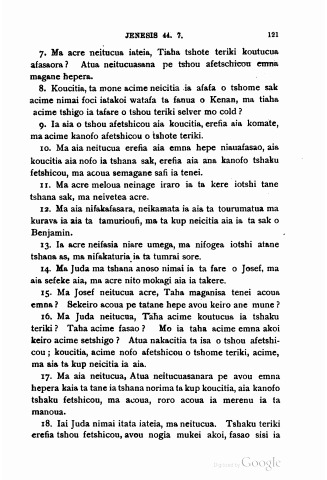 JENESIS 44. 7. 121
7. Ma acre neitucua iateia, Tiaha tshote teriki koutucua
afasaora? Atua neitucuasana pe tshou afetschicou emna
magane hepera.
8. Koucitia, ta mone acime neicitia ia afafa o tshome sak
acime nimai foci iatakoi watafa ta fanua o Kenan, ma tiaha
acime tshigo ia tafare o tshou teriki selver mo cold?
9. Ia aia o tshou afetshicou aia koucitia, erefia aia komate,
ma acime kanofo afetshicou o tshote teriki.
10. Ma aia neitucua erefia aia emna hepe niauafasao, ais
koucitia aia nofo ia tshana sak, erefia aia ana kanofo tshaku
fetshicou, ma acoua semagane safi ia tenei.
11. Ma acre meloua neinage iraro ia ta kere iotshi tane
tshana sak, ma neivetea acre.
12. Ma aia nifakafasara, neikamata ia aia ta tourumatua ma
kurava ia aia ta tamurioufi, ma ta kup neicitia aia ia ta sak o
Benjamin.
13. Ia acre neifasia niare umega, ma nifogea iotshi atane
tshana as, ma nifakaturia ia ta tumrai sore.
14. Ma Juda ma tshana anoso nimai ia ta fare o Josef, ma
aia sefeke aia, ma acre nito mokagi aia ia takere.
15. Ma Josef neitucua acre, Taha maganisa tenei acoua
emna? Sekeiro acoua pe tatane hepe avou keiro ane mune?
16. Ma Juda neitucua, Taha acime koutucua ia tshaku
teriki? Taha acime fasao? Mo ia taha acime emna akoi
keiro acime setshigo? Atua nakacitia ta isa o tshou afetshi-
cou; koucitia, acime nofo afetshicou o tshome teriki, acime,
ma aia ta kup neicitia ia aia.
17. Ma aia neitucua, Atua neitucuasanara pe avou emna
hepera kais ta tane ia tshana norima ta kup koucitia, aia kanofo
tshaku fetshicou, ma acoua, roro acoua ia merenu ia ta
manoua.
18. Iai Juda nimai itata iateia, ma neitucua. Tshaku teriki
erefia tshou fetshicou, avou nogia mukei akoi, fasao sisi ia
Digitized by Google